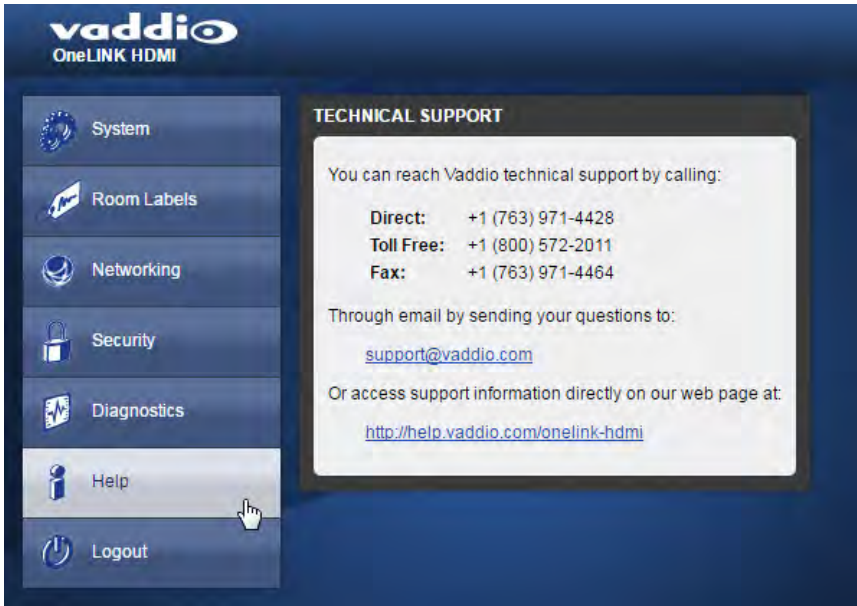 vaddio
OneLINK HDMI
System
Room Labels
Networking
Security
Diagnostics
Help
Logout
TECHNICAL SUPPORT
You can reach Vaddio technical support by calling:
Direct: +1 (763) 971-4428
Toll Free: +1 (800) 572-2011
Fax: +1 (763) 971-4464
Through email by sending your questions to:
support@vaddio.com
Or access support information directly on our web page at:
http://help.vaddio.com/onelink-hdmi